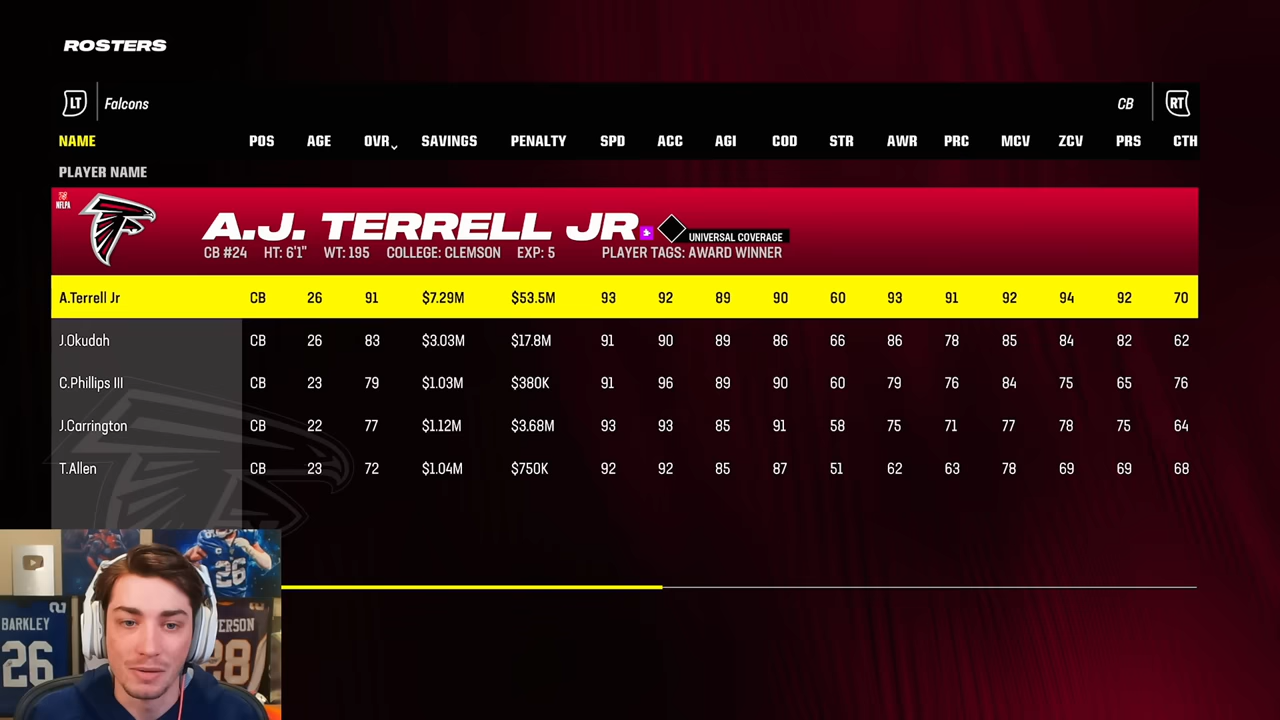 ROSTERS
LT Falcons CB RT
NAME POS AGE OVR SAVINGS PENALTY SPD ACC AGI COD STR AWR PRC MCV ZCV PRS CTH
PLAYER NAME
NFLPA
A.J. TERRELL JR UNIVERSAL COVERAGE
CB #24 HT: 6'1" WT: 195 COLLEGE: CLEMSON EXP: 5 PLAYER TAGS: AWARD WINNER
A.Terrell Jr CB 26 91 $7.29M $53.5M 93 92 89 90 60 93 91 92 94 92 70
J.Okudah CB 26 83 $3.03M $17.8M 91 90 89 86 66 86 78 85 84 82 62
C.Phillips III CB 23 79 $1.03M $380K 91 96 89 90 60 79 76 84 75 65 76
J.Carrington CB 22 77 $1.12M $3.68M 93 93 85 91 58 75 71 77 78 75 64
T.Allen CB 23 72 $1.04M $750K 92 92 85 87 51 62 63 78 69 69 68
26
BARKLEY
26
ERSON
28